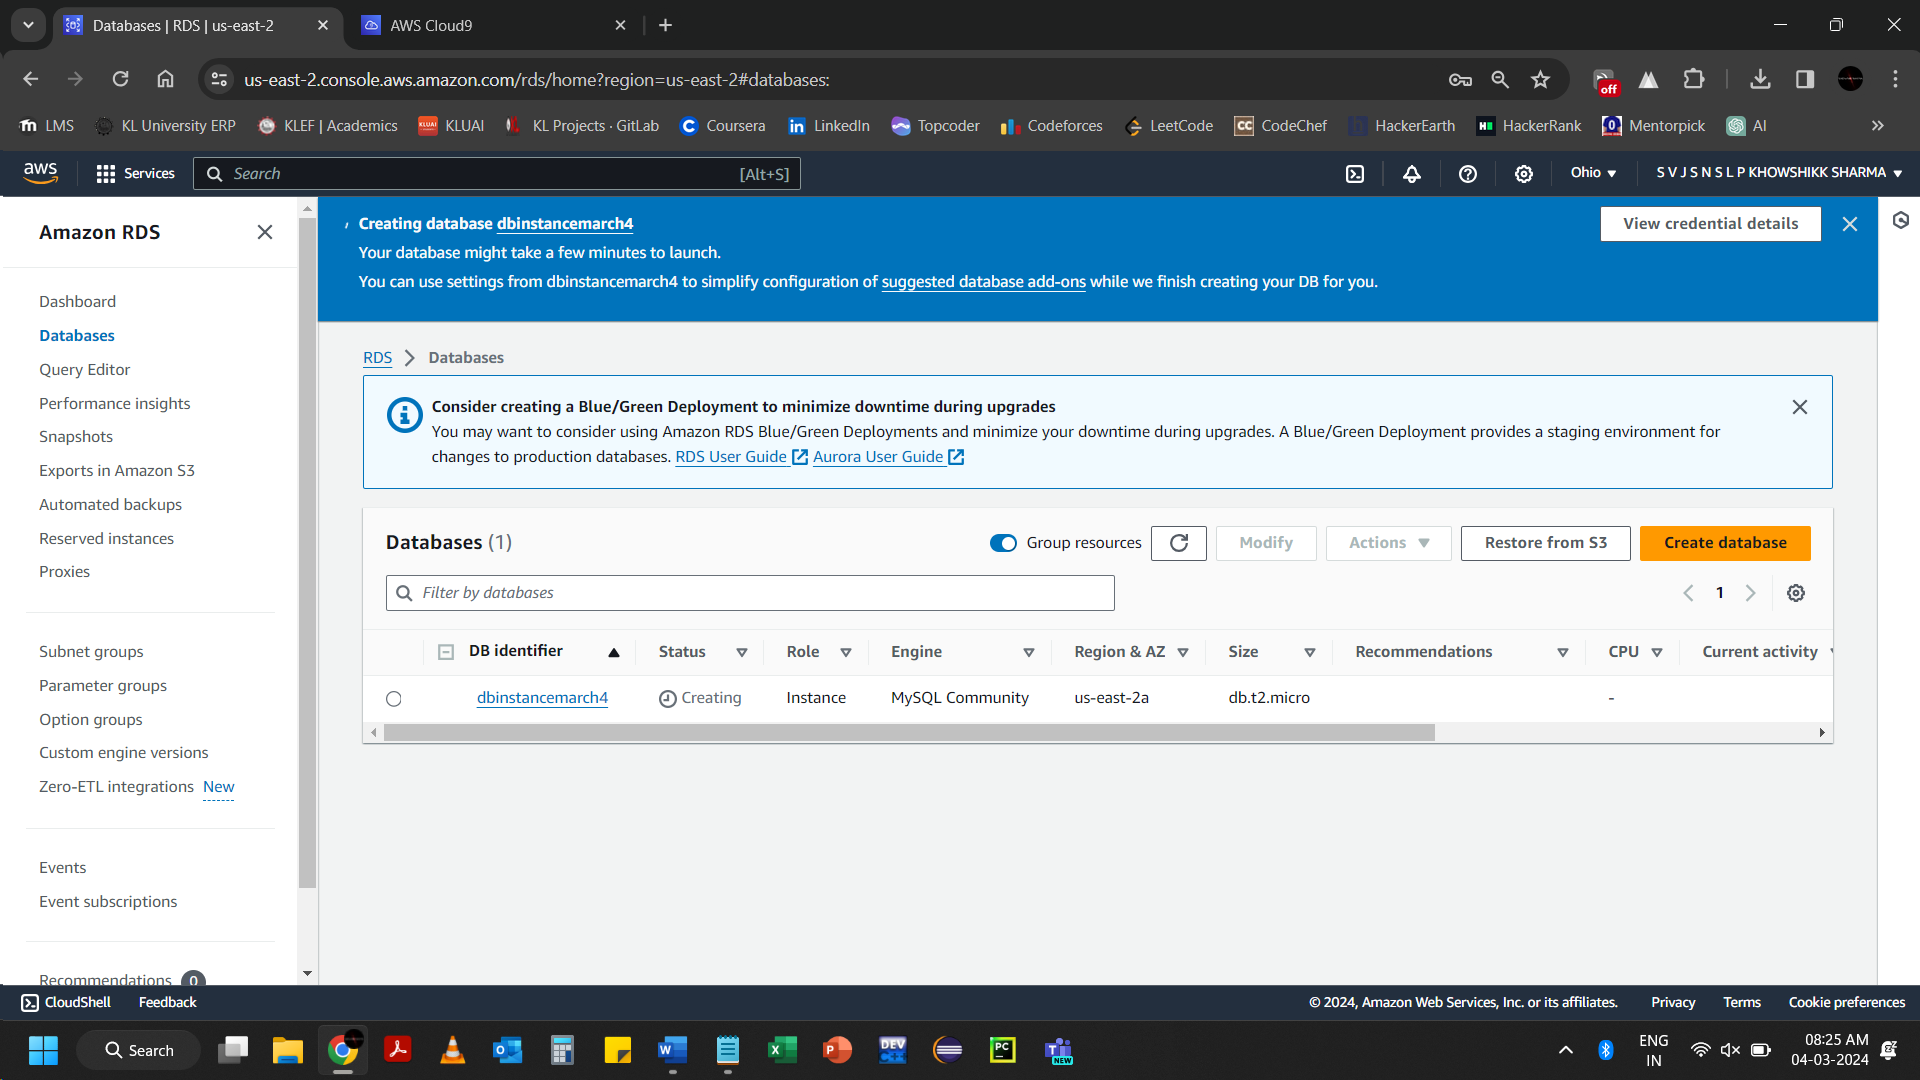 Databases | RDS | us-east-2
AWS Cloud9
us-east-2.console.aws.amazon.com/rds/home?region=us-east-2#databases:
off
LMS
KL University ERP
KLEF | Academics
KLUAI
KL Projects · GitLab
Coursera
LinkedIn
Topcoder
Codeforces
LeetCode
CodeChef
HackerEarth
HackerRank
Mentorpick
AI
aws
Services
Search
[Alt+S]
Ohio
S V J S N S L P KHOWSHIKK SHARMA
Amazon RDS
Dashboard
Databases
Query Editor
Performance insights
Snapshots
Exports in Amazon S3
Automated backups
Reserved instances
Proxies
Subnet groups
Parameter groups
Option groups
Custom engine versions
Zero-ETL integrations New
Events
Event subscriptions
Recommendations 0
Creating database dbinstancemarch4
Your database might take a few minutes to launch.
You can use settings from dbinstancemarch4 to simplify configuration of suggested database add-ons while we finish creating your DB for you.
View credential details
RDS
Databases
Consider creating a Blue/Green Deployment to minimize downtime during upgrades
You may want to consider using Amazon RDS Blue/Green Deployments and minimize your downtime during upgrades. A Blue/Green Deployment provides a staging environment for
changes to production databases. RDS User Guide Aurora User Guide
Databases (1)
Group resources
Modify
Actions
Restore from S3
Create database
Filter by databases
1
DB identifier
Status
Role
Engine
Region & AZ
Size
Recommendations
CPU
Current activity
dbinstancemarch4
Creating
Instance
MySQL Community
us-east-2a
db.t2.micro
-
CloudShell
Feedback
© 2024, Amazon Web Services, Inc. or its affiliates.
Privacy
Terms
Cookie preferences
Search
DEV
PC
NEW
ENG
IN
08:25 AM
04-03-2024